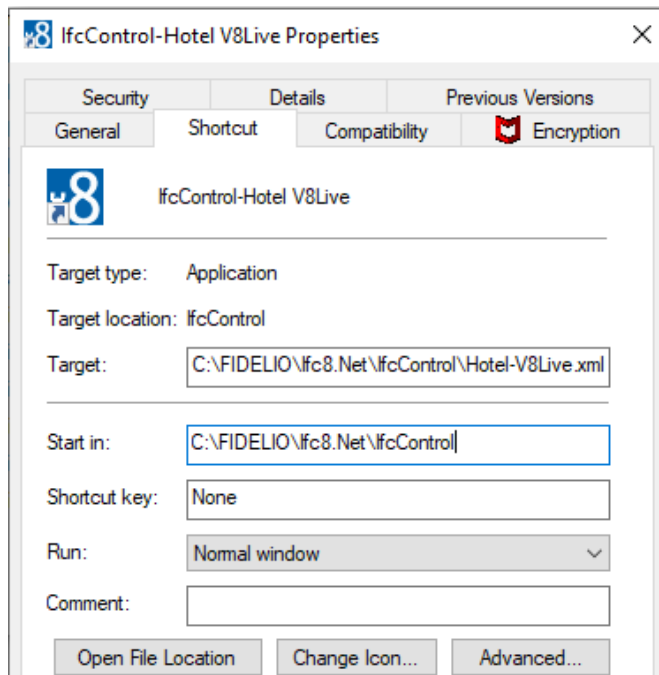 IfcControl-Hotel V8Live Properties
Security Details Previous Versions
General Shortcut Compatibility Encryption
8
IfcControl-Hotel V8Live
Target type: Application
Target location: IfcControl
Target: C:\FIDELIO\Ifc8.Net\IfcControl\Hotel-V8Live.xml
Start in: C:\FIDELIO\Ifc8.Net\IfcControl
Shortcut key: None
Run: Normal window
Comment:
Open File Location Change Icon... Advanced...